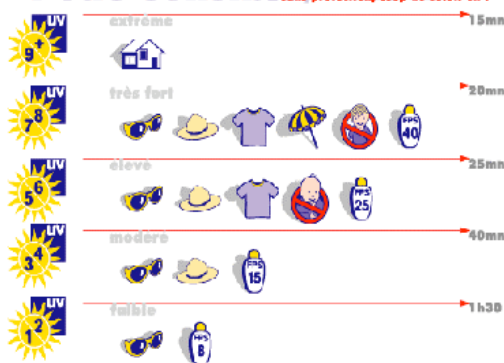 UV
9+
extrême
15mn
UV
7 8
très fort
FPS
40
20mn
UV
5 6
élevé
FPS
25
25mn
UV
3 4
modéré
FPS
15
40mn
UV
1 2
faible
FPS
8
1h30